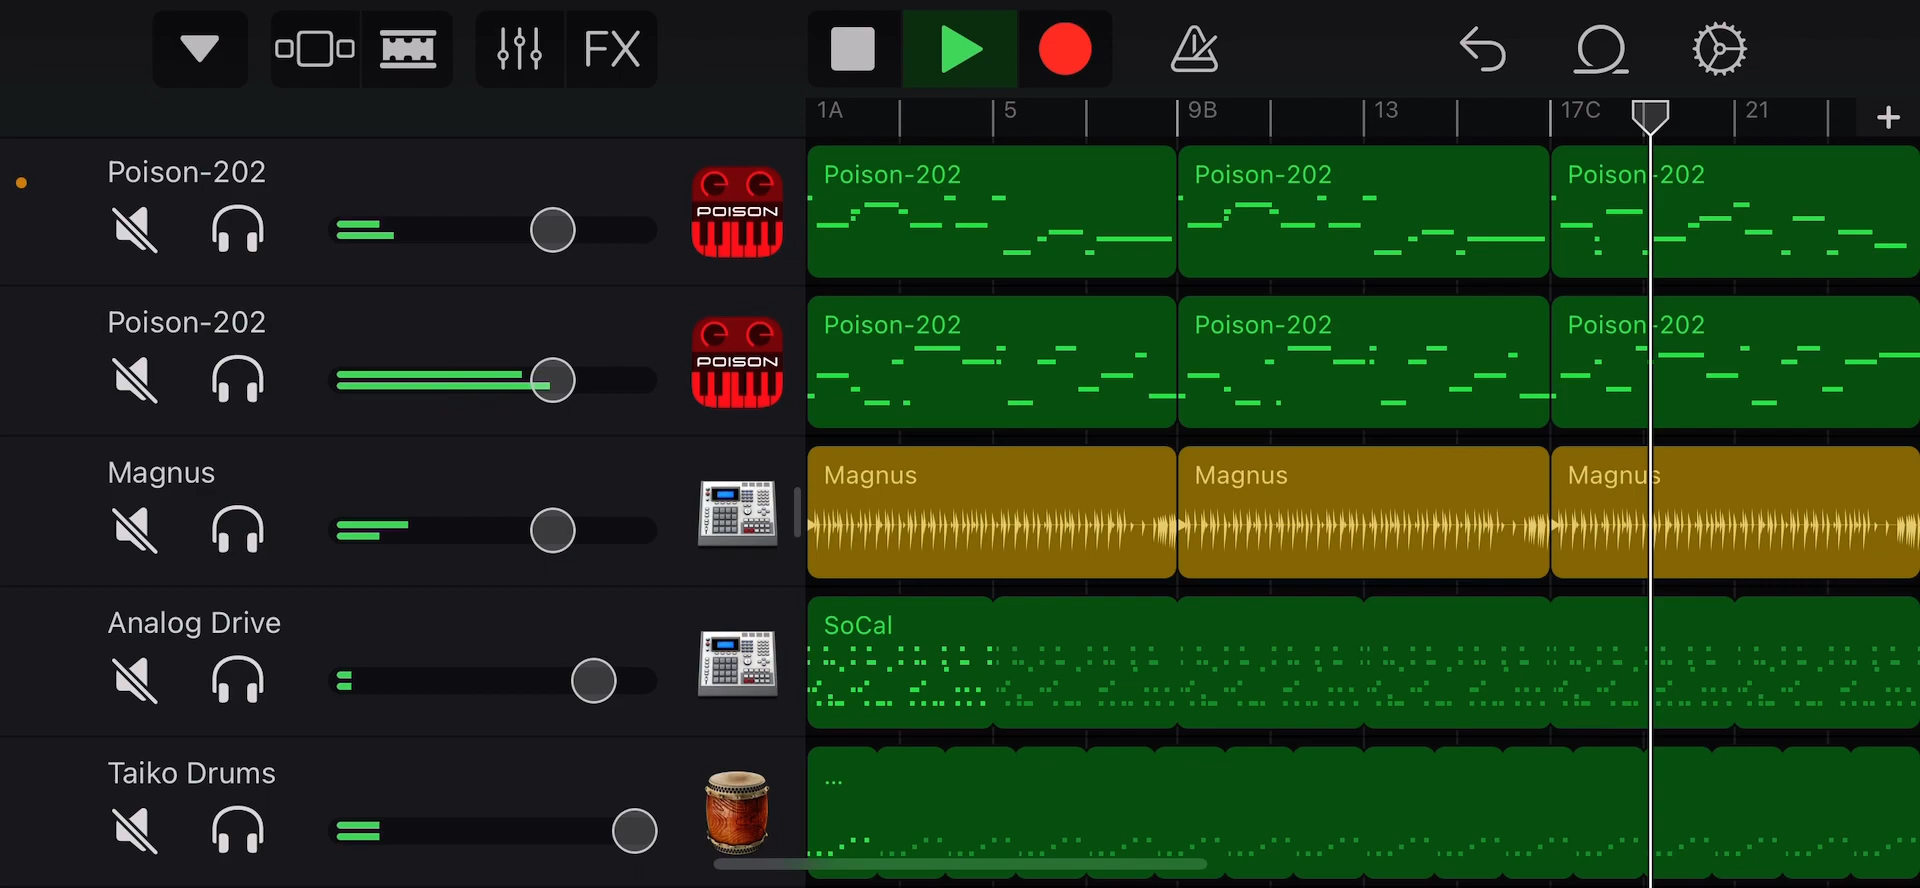 FX
1A 5 9B 13 17C 21 +
Poison-202
POISON
Poison-202 Poison-202 Poison-202
Poison-202
POISON
Poison-202 Poison-202 Poison-202
Magnus
Magnus Magnus Magnus
Analog Drive
SoCal
Taiko Drums
...